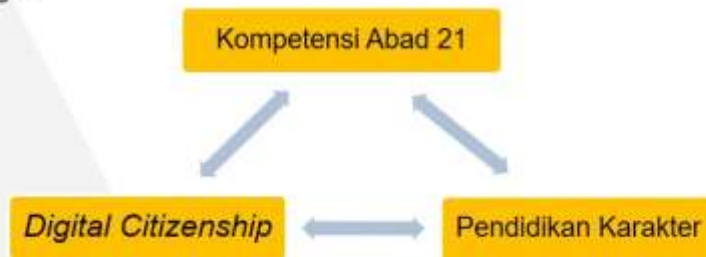 Kompetensi Abad 21
Digital Citizenship
Pendidikan Karakter